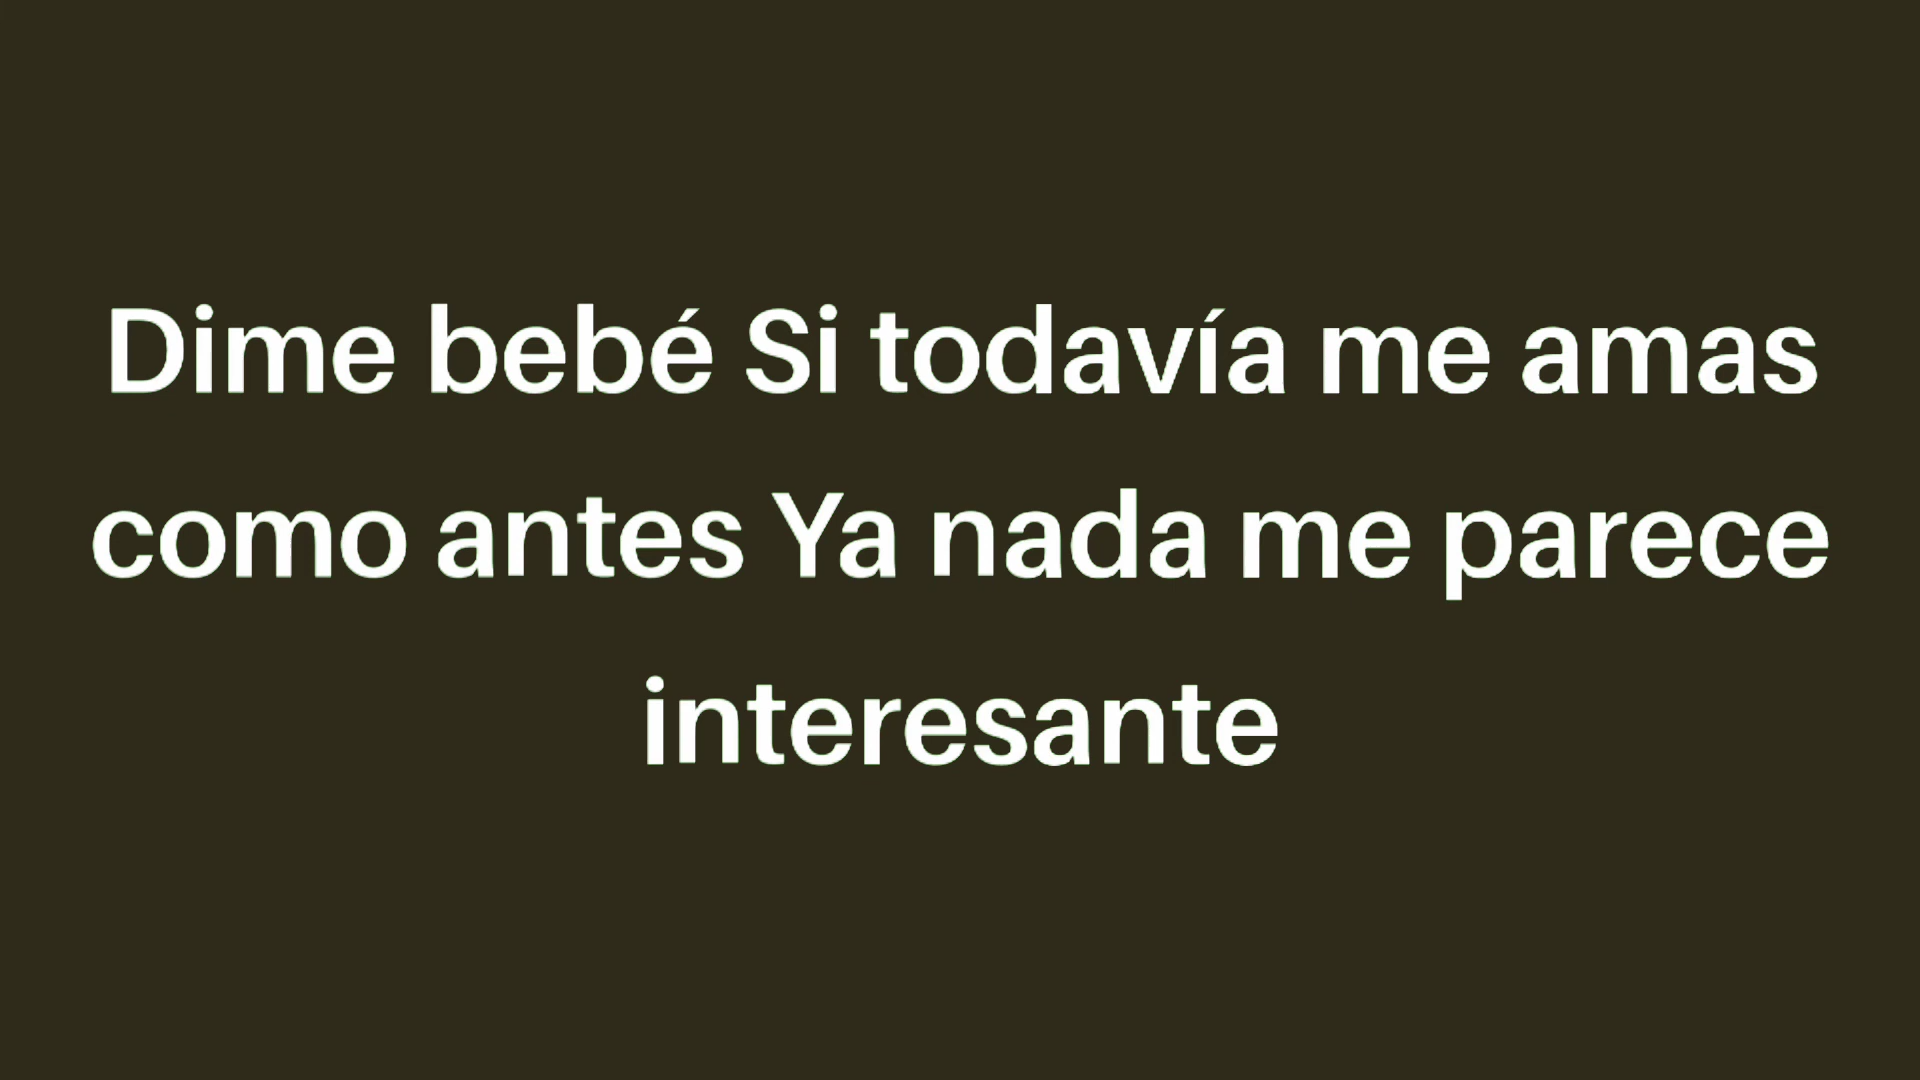 Dime bebé Si todavía me amas
como antes Ya nada me parece
interesante